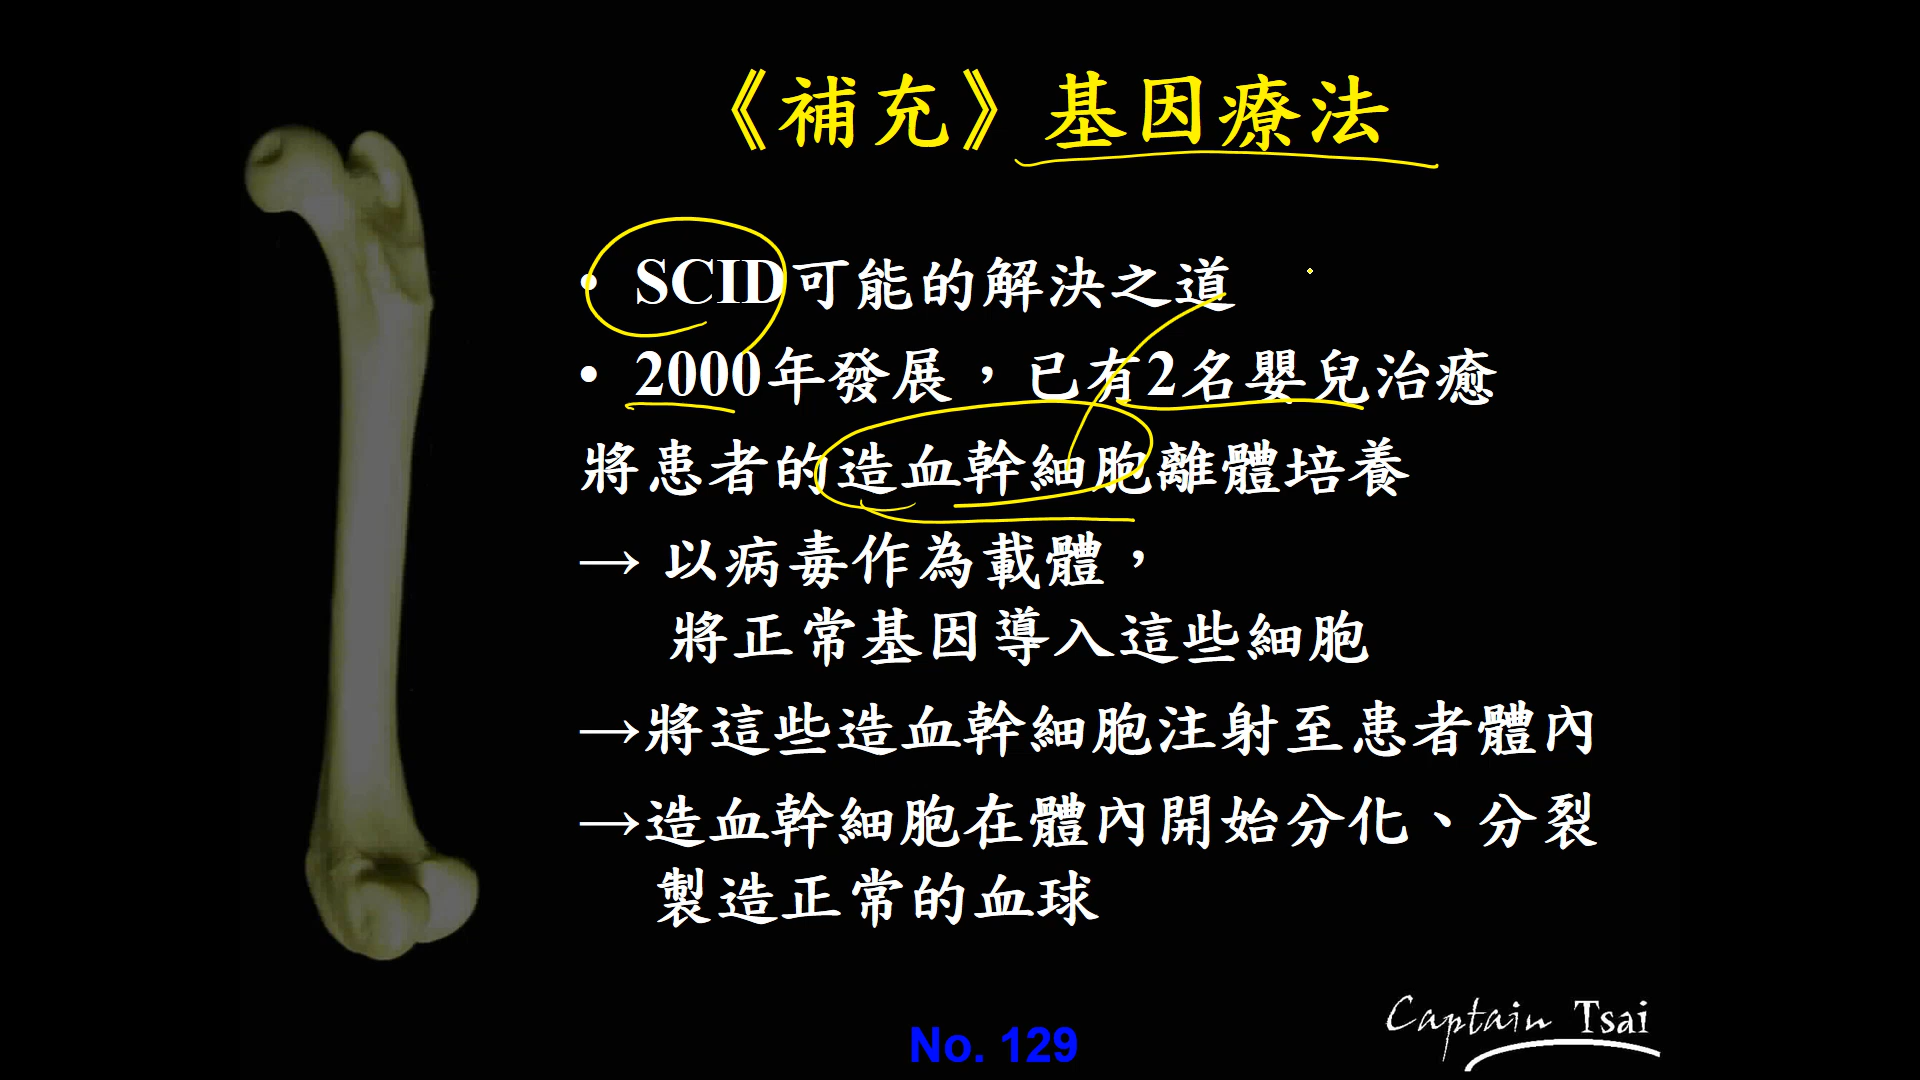 《補充》基因療法
• SCID可能的解決之道
• 2000年發展，已有2名嬰兒治癒
將患者的造血幹細胞離體培養
→ 以病毒作為載體，
將正常基因導入這些細胞
→將這些造血幹細胞注射至患者體內
→造血幹細胞在體內開始分化、分裂
製造正常的血球
No. 129
Captain Tsai